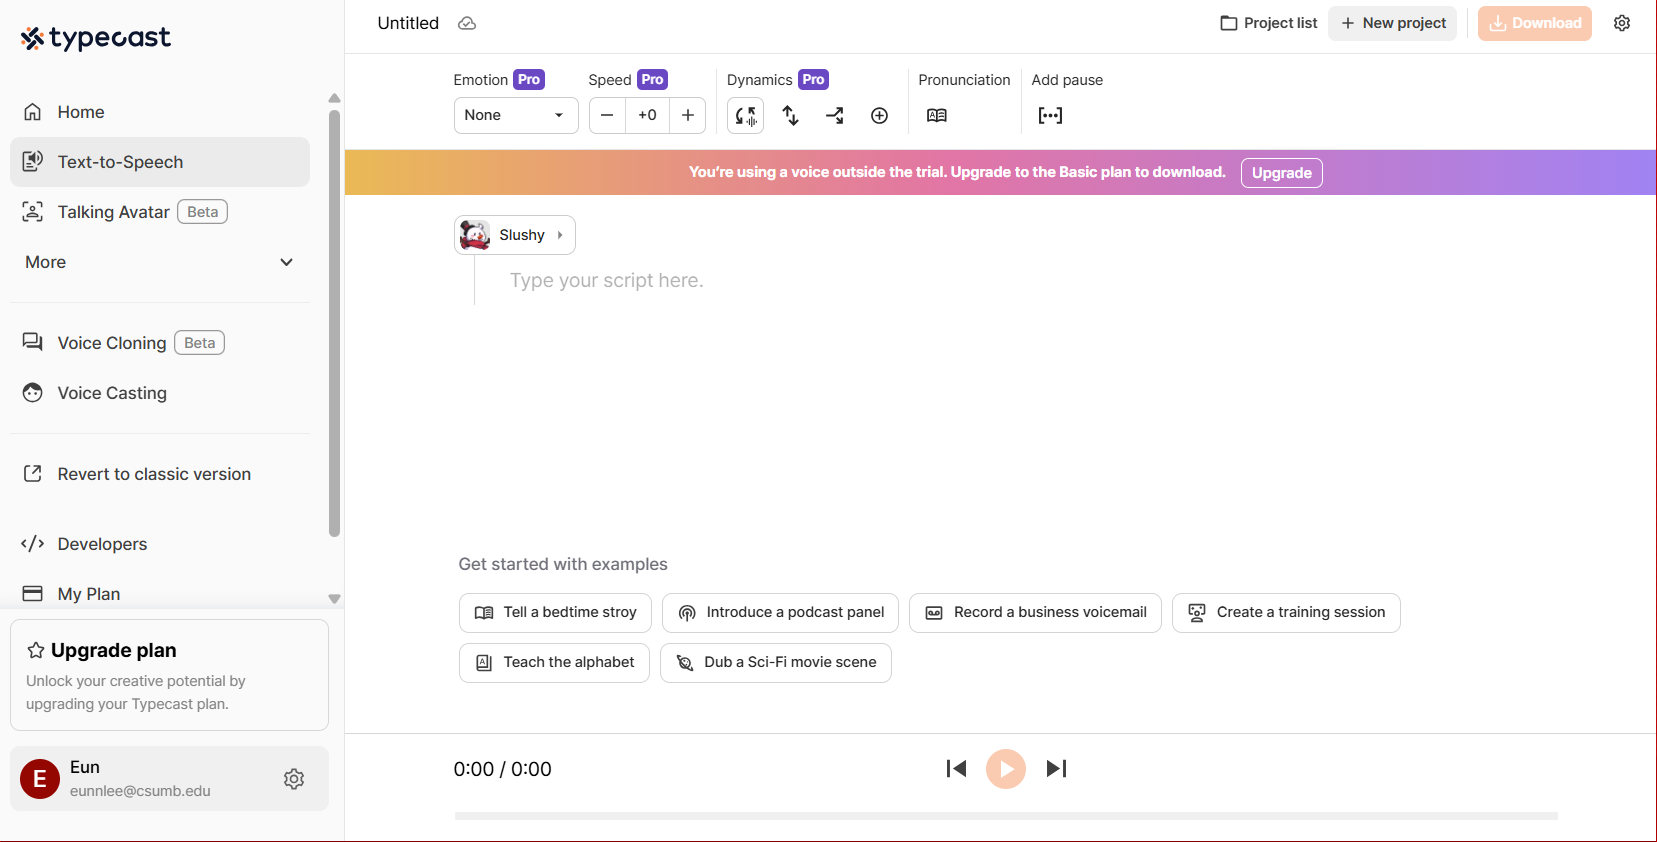 typecast
Home
Text-to-Speech
Talking Avatar Beta
More
Voice Cloning Beta
Voice Casting
Revert to classic version
Developers
My Plan
Upgrade plan
Unlock your creative potential by
upgrading your Typecast plan.
E
Eun
eunnlee@csumb.edu
Untitled
Project list
New project
Download
Emotion Pro
Speed Pro
Dynamics Pro
Pronunciation
Add pause
None
+0
You're using a voice outside the trial. Upgrade to the Basic plan to download. Upgrade
Slushy
Type your script here.
Get started with examples
Tell a bedtime stroy
Introduce a podcast panel
Record a business voicemail
Create a training session
Teach the alphabet
Dub a Sci-Fi movie scene
0:00 / 0:00